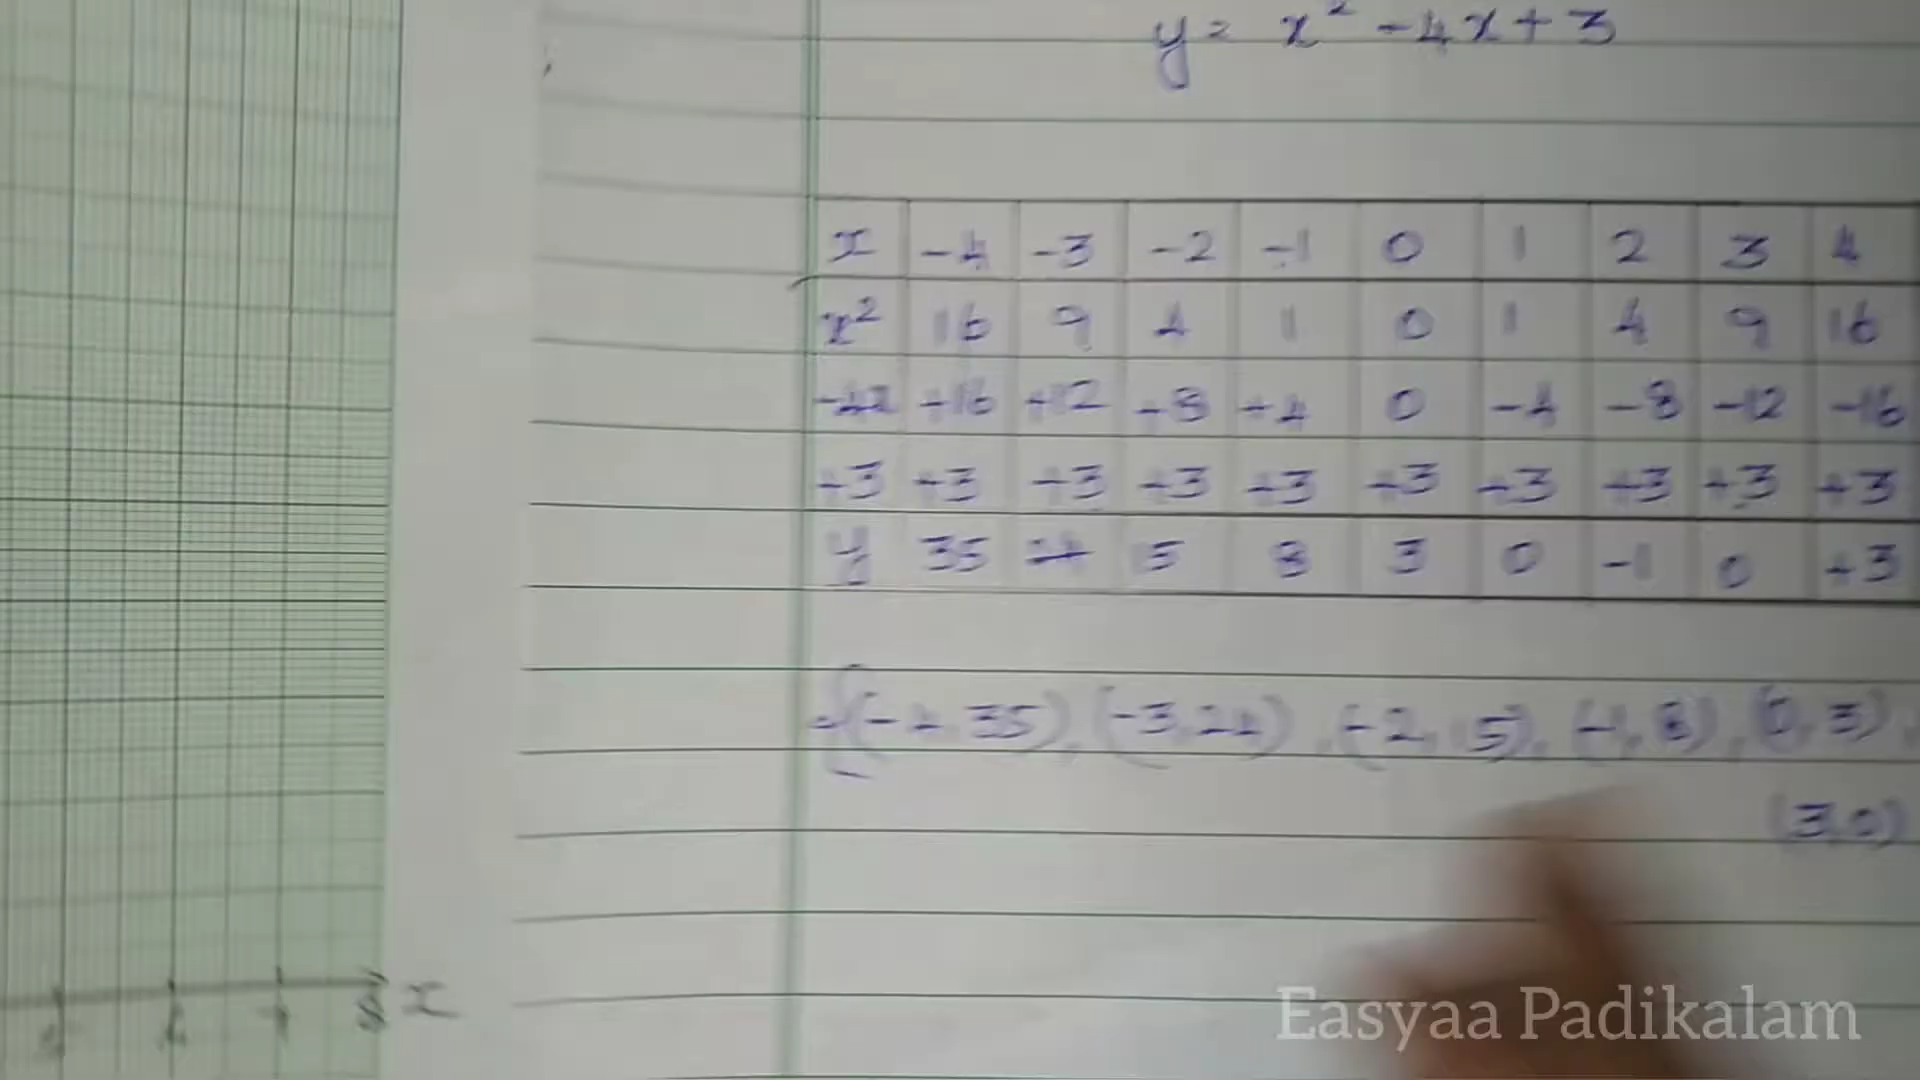 y = x² - 4x + 3
x -4 -3 -2 -1 0 1 2 3 4
x² 16 9 4 1 0 1 4 9 16
-4x +16 +12 +8 +4 0 -4 -8 -12 -16
+3 +3 +3 +3 +3 +3 +3 +3 +3 +3
y 35 24 15 8 3 0 -1 0 +3
(-4, 35), (-3, 24), (-2, 15), (-1, 8), (0, 3),
(3, 0)
x
Easyaa Padikalam